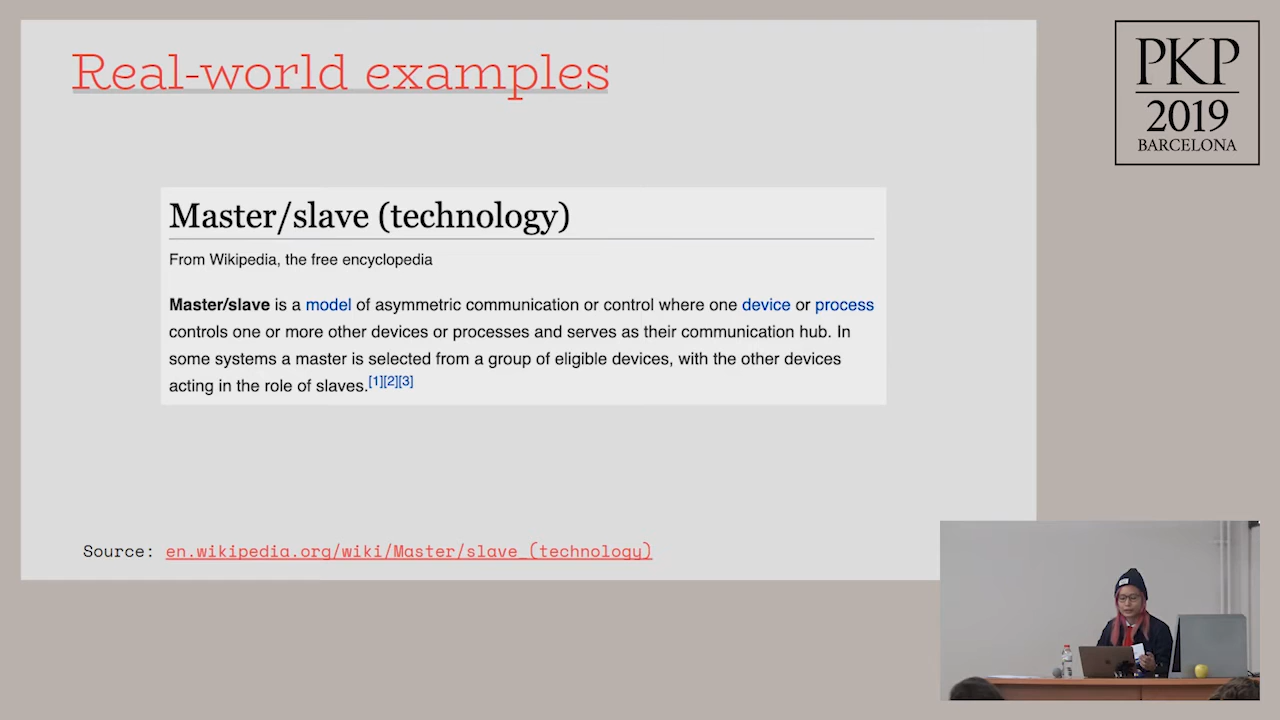 Real-world examples
PKP
2019
BARCELONA
Master/slave (technology)
From Wikipedia, the free encyclopedia
Master/slave is a model of asymmetric communication or control where one device or process
controls one or more other devices or processes and serves as their communication hub. In
some systems a master is selected from a group of eligible devices, with the other devices
acting in the role of slaves.[1][2][3]
Source: en.wikipedia.org/wiki/Master/slave_(technology)